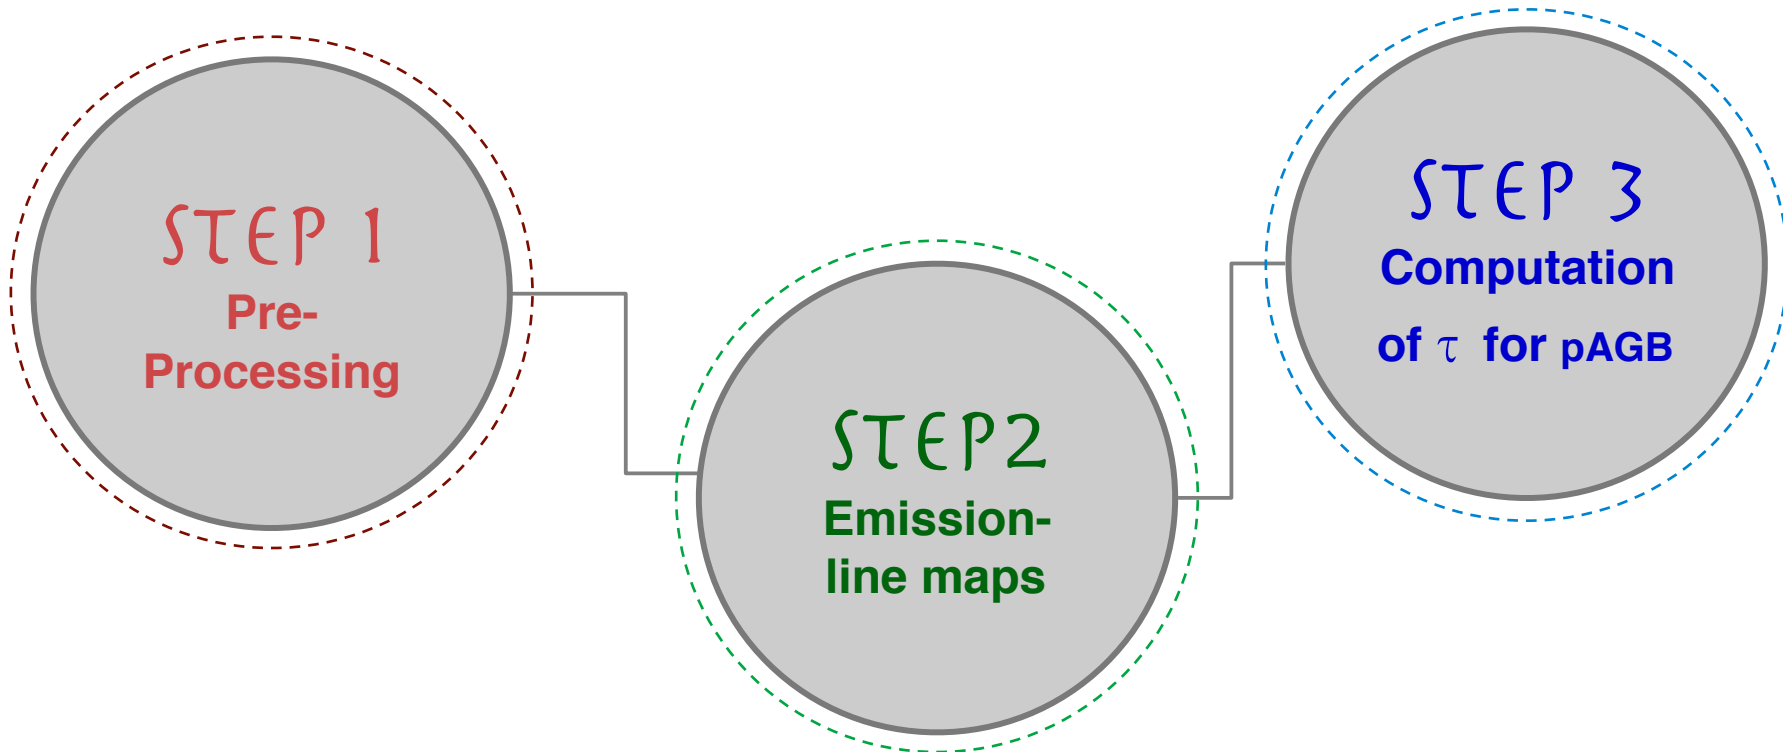 STEP 1
Pre-
Processing
STEP2
Emission-
line maps
STEP 3
Computation
of τ for pAGB